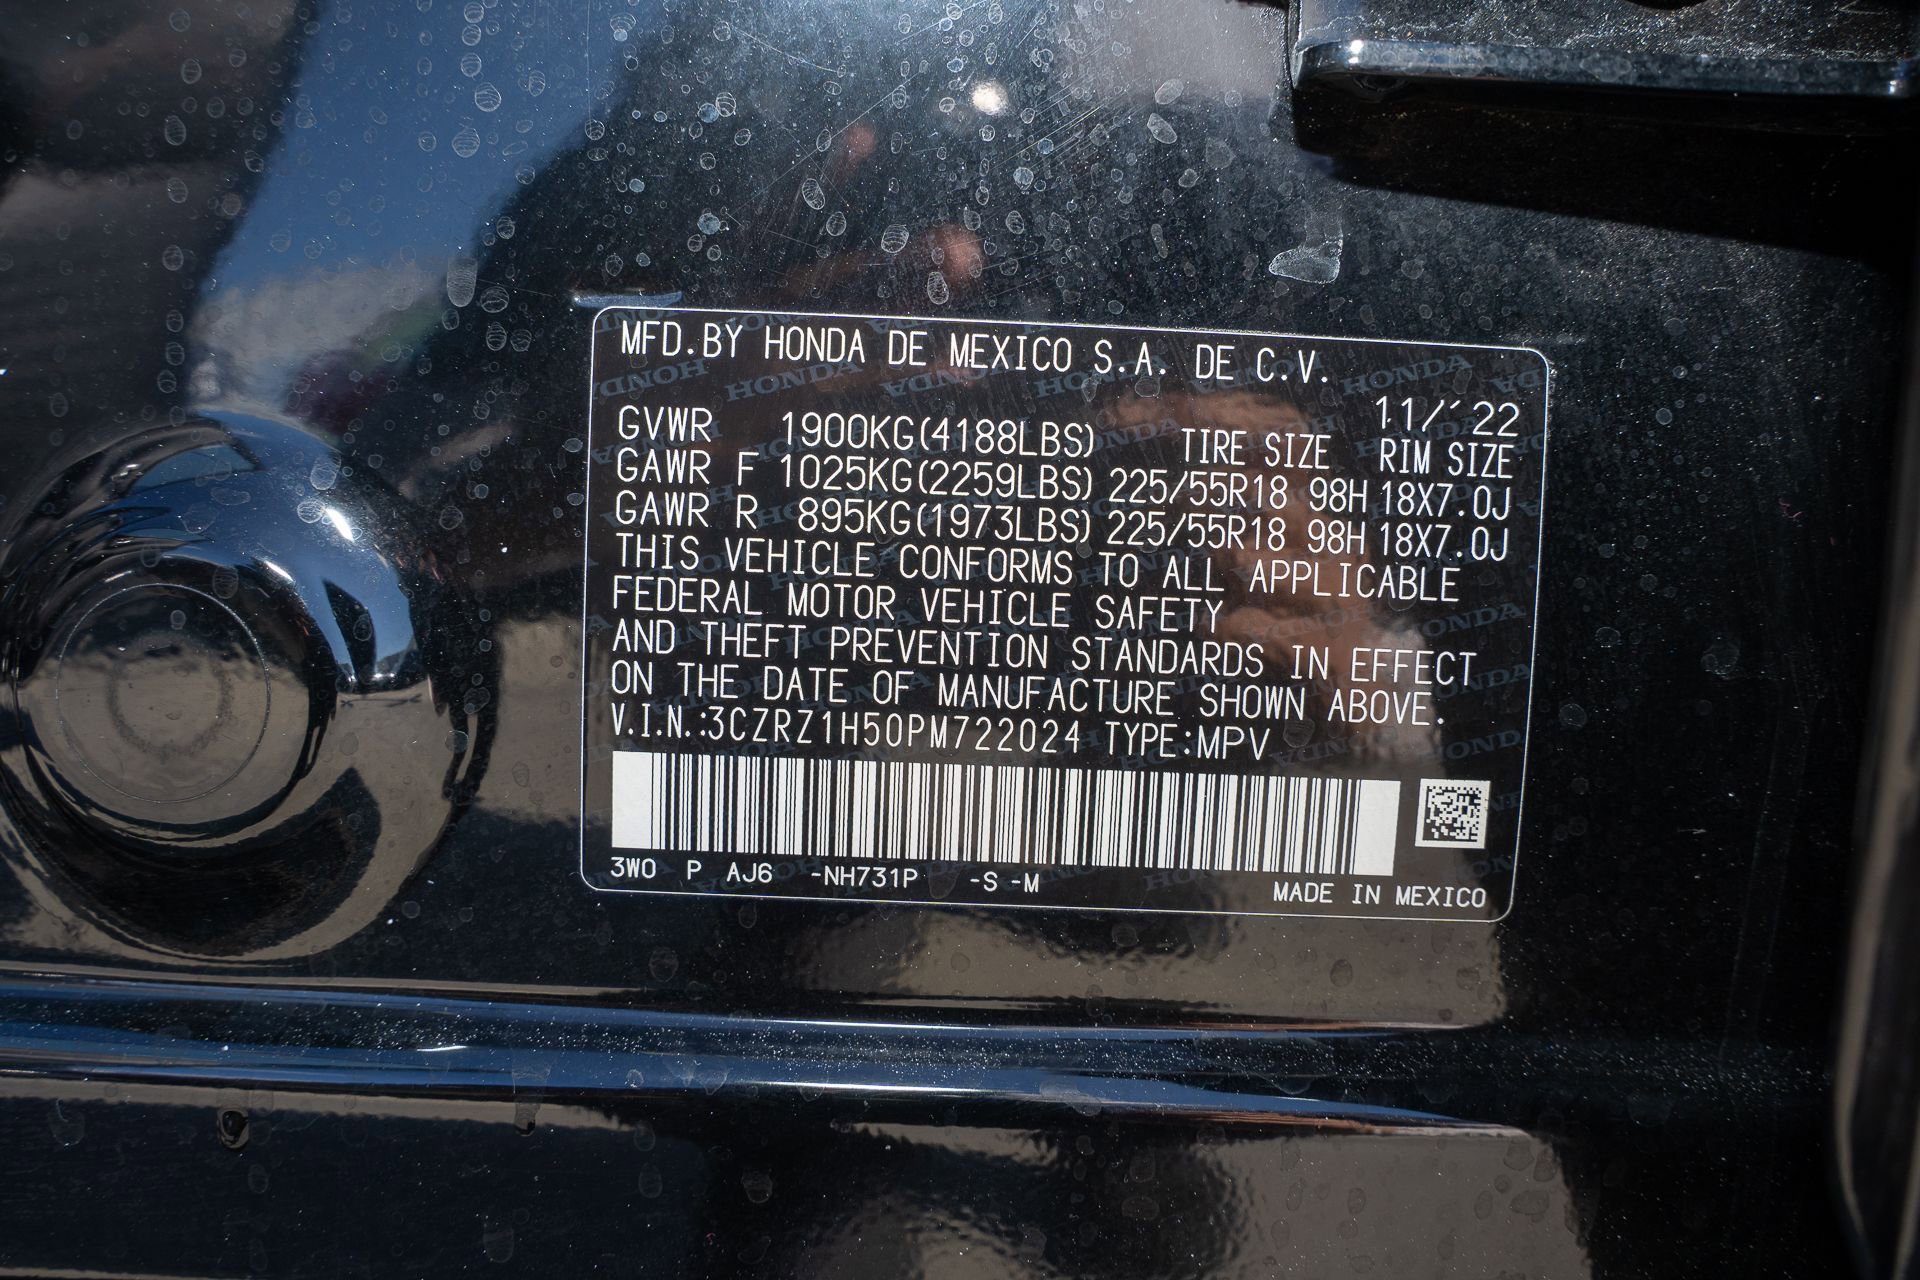 MFD.BY HONDA DE MEXICO S.A. DE C.V.
11/'22
GVWR 1900KG(4188LBS) TIRE SIZE RIM SIZE
GAWR F 1025KG(2259LBS) 225/55R18 98H 18X7.0J
GAWR R 895KG(1973LBS) 225/55R18 98H 18X7.0J
THIS VEHICLE CONFORMS TO ALL APPLICABLE
FEDERAL MOTOR VEHICLE SAFETY
AND THEFT PREVENTION STANDARDS IN EFFECT
ON THE DATE OF MANUFACTURE SHOWN ABOVE.
V.I.N.:3CZRZ1H50PM722024 TYPE:MPV
3W0 P AJ6 -NH731P -S -M
MADE IN MEXICO